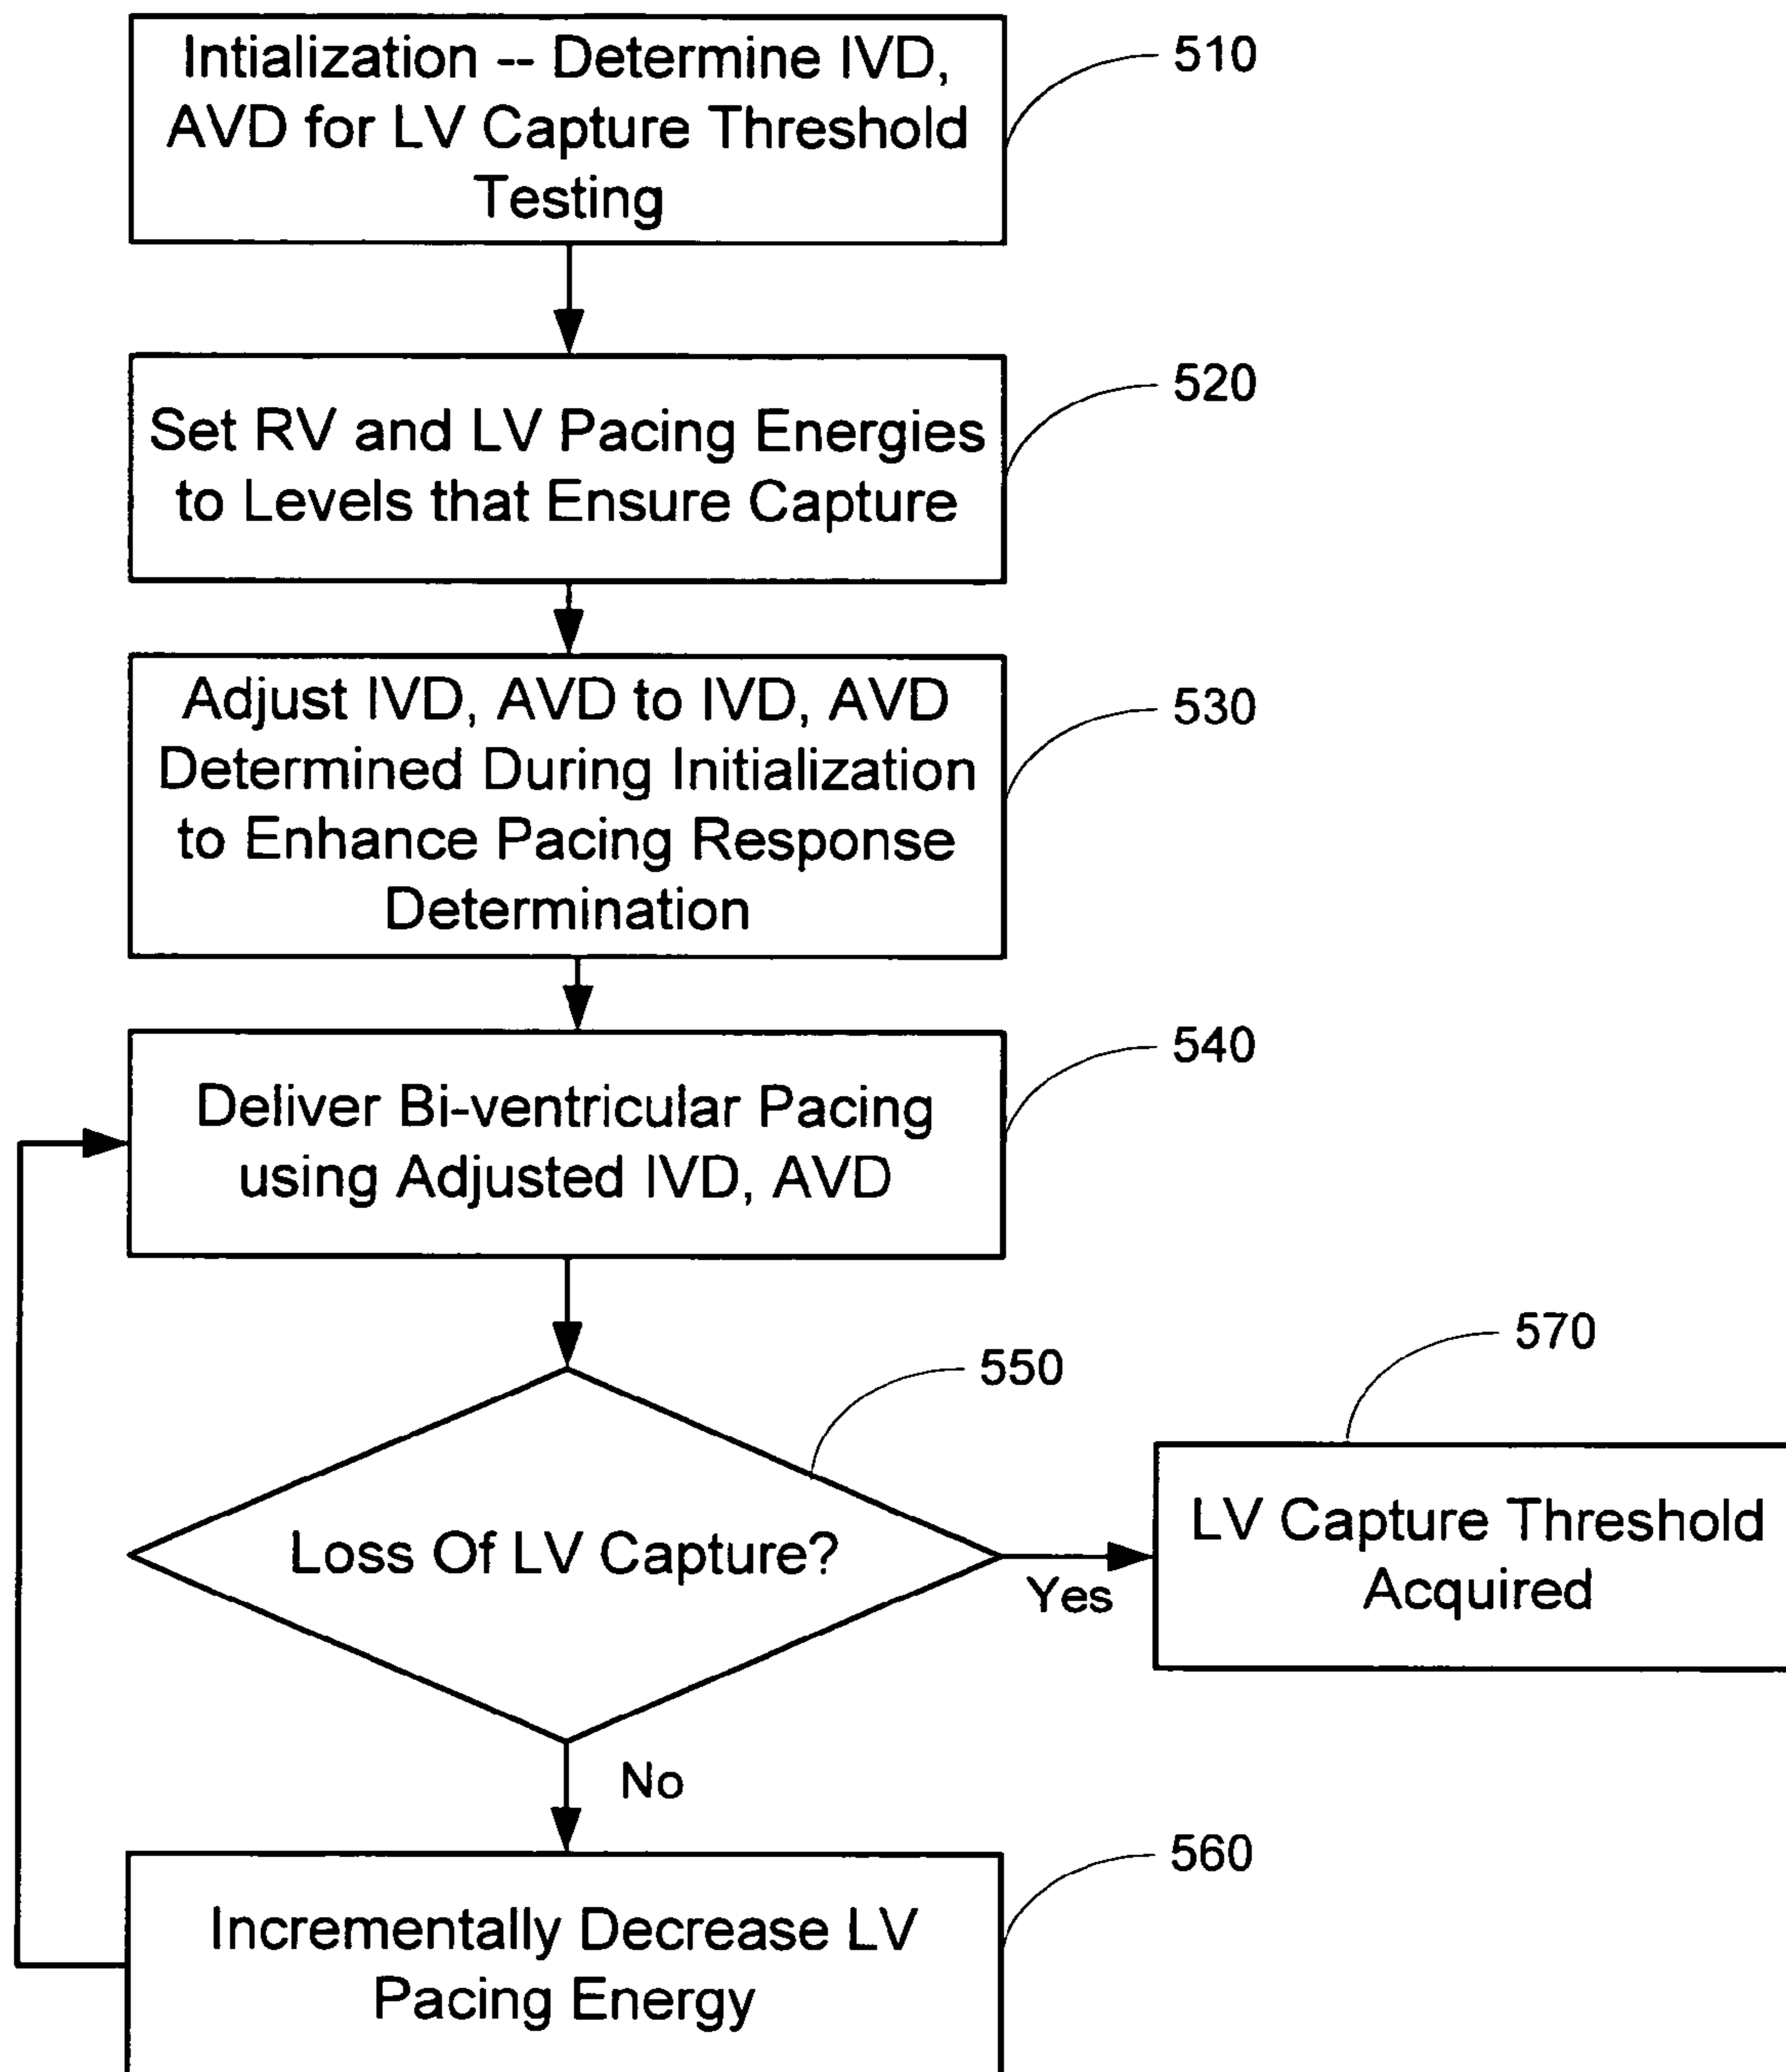 Intialization -- Determine IVD,
AVD for LV Capture Threshold
Testing
510
Set RV and LV Pacing Energies
to Levels that Ensure Capture
520
Adjust IVD, AVD to IVD, AVD
Determined During Initialization
to Enhance Pacing Response
Determination
530
Deliver Bi-ventricular Pacing
using Adjusted IVD, AVD
540
Loss Of LV Capture?
550
Yes
LV Capture Threshold
Acquired
570
No
Incrementally Decrease LV
Pacing Energy
560